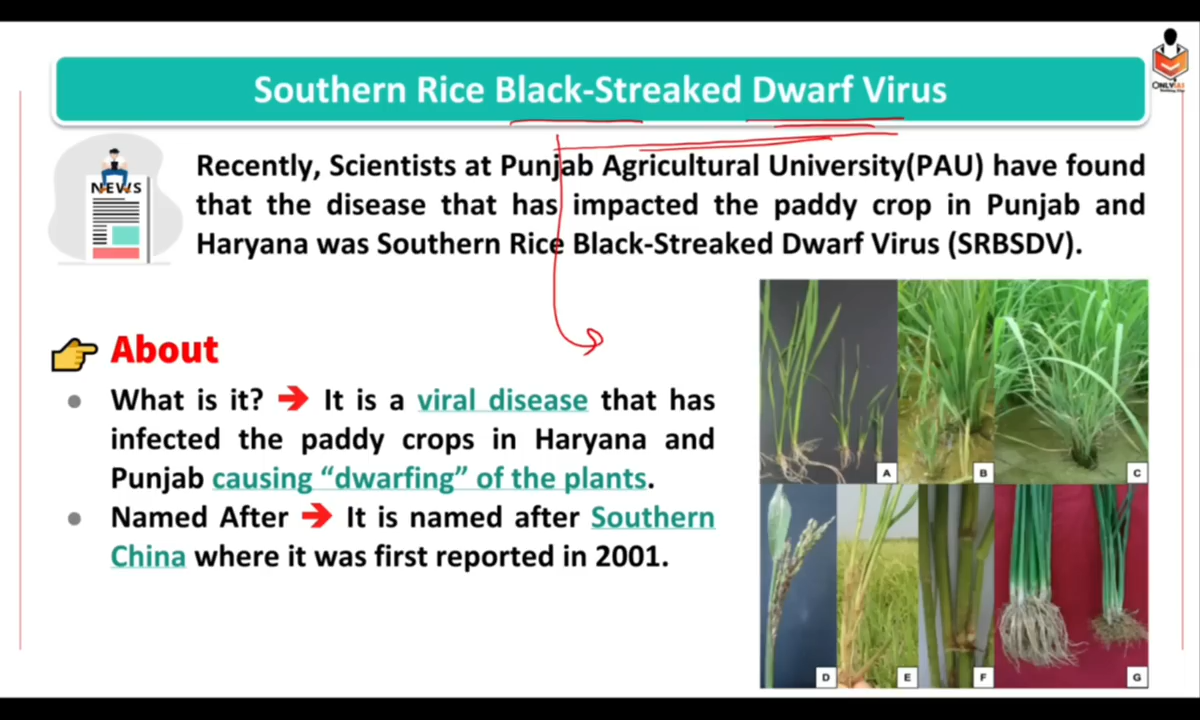 Southern Rice Black-Streaked Dwarf Virus
ONLYIAS
NEWS
Recently, Scientists at Punjab Agricultural University(PAU) have found
that the disease that has impacted the paddy crop in Punjab and
Haryana was Southern Rice Black-Streaked Dwarf Virus (SRBSDV).
About
What is it? ➔ It is a viral disease that has
infected the paddy crops in Haryana and
Punjab causing “dwarfing” of the plants.
Named After ➔ It is named after Southern
China where it was first reported in 2001.
A B C
D E F G